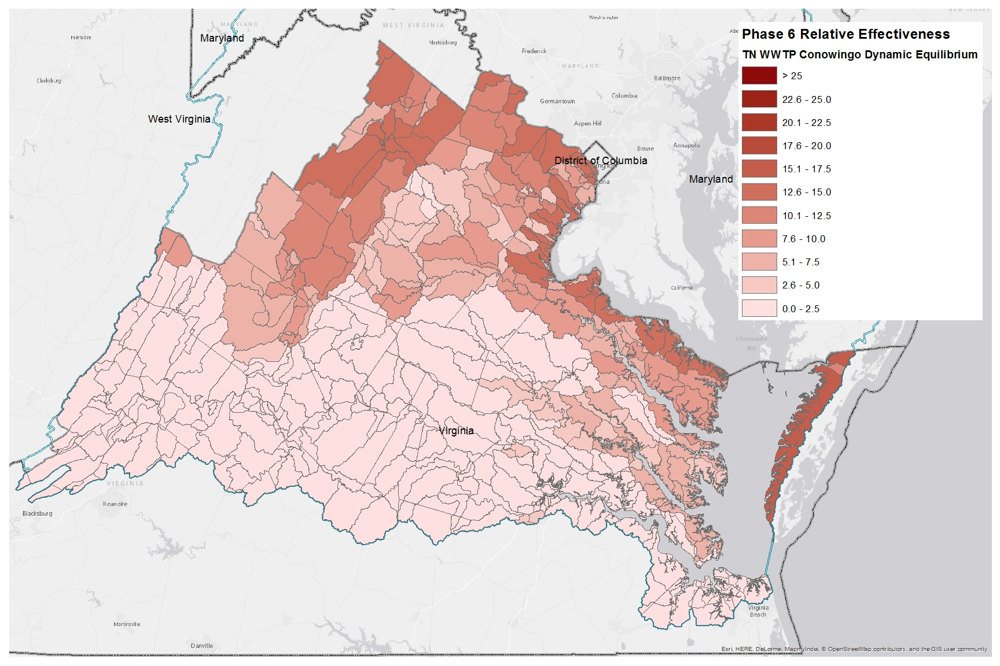 NEW JERSEY
Westminster
MARYLAND
WEST VIRGINIA
Maryland
Fairmont
Martinsburg
Frederick
MARYLAND
Clarksburg
Baltimore
Columbia
Germantown
West Virginia
Aspen Hill
Annapolis
Bowie
District of Columbia
Maryland
California
Chesapeake
Bay
Virginia
VIRGINIA
Roanoke
Blacksburg
Virginia
Beach
Martinsville
Danville
Phase 6 Relative Effectiveness
TN WWTP Conowingo Dynamic Equilibrium
> 25
22.6 - 25.0
20.1 - 22.5
17.6 - 20.0
15.1 - 17.5
12.6 - 15.0
10.1 - 12.5
7.6 - 10.0
5.1 - 7.5
2.6 - 5.0
0.0 - 2.5
Esri, HERE, DeLorme, MapmyIndia, © OpenStreetMap contributors, and the GIS user community